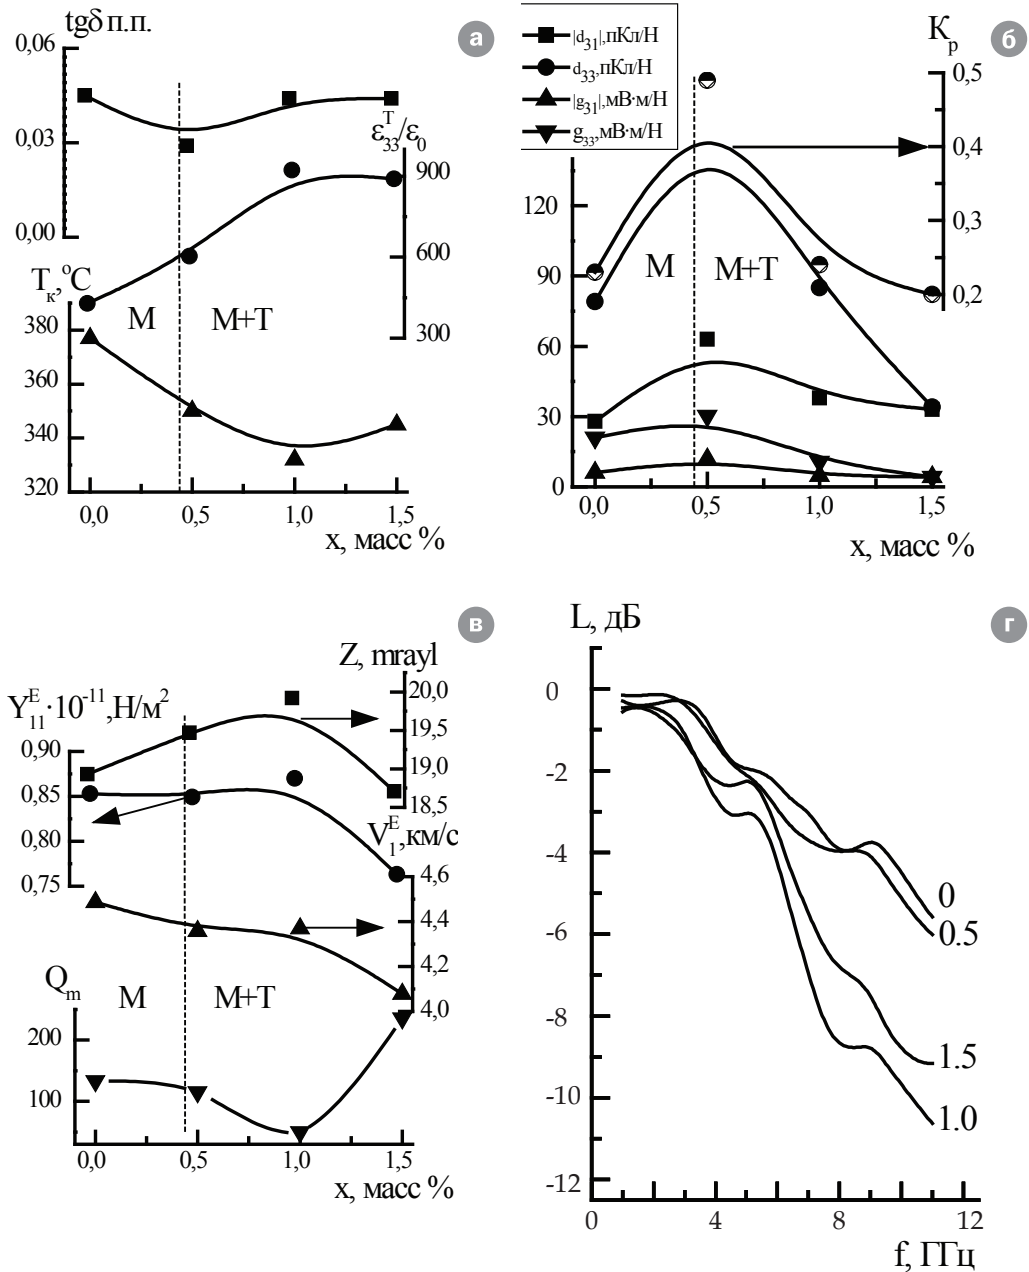 а
tgδ п.п.
0,06
0,03
0,00
ε₃₃ᵀ/ε₀
900
600
300
Tₖ, °C
380
360
340
320
М
М+Т
0,0 0,5 1,0 1,5
x, масс %
б
|d₃₁|,пКл/Н
d₃₃,пКл/Н
|g₃₁|,мВ·м/Н
g₃₃,мВ·м/Н
Kₚ
0,5
0,4
0,3
0,2
120
90
60
30
0
М
М+Т
0,0 0,5 1,0 1,5
x, масс %
в
Z, mrayl
20,0
19,5
19,0
18,5
Y₁₁ᴱ·10⁻¹¹,Н/м²
0,90
0,85
0,80
0,75
V₁ᴱ,км/с
4,6
4,4
4,2
4,0
Qₘ
200
100
М
М+Т
0,0 0,5 1,0 1,5
x, масс %
г
L, дБ
0
-2
-4
-6
-8
-10
-12
0
0.5
1.5
1.0
0 4 8 12
f, ГГц